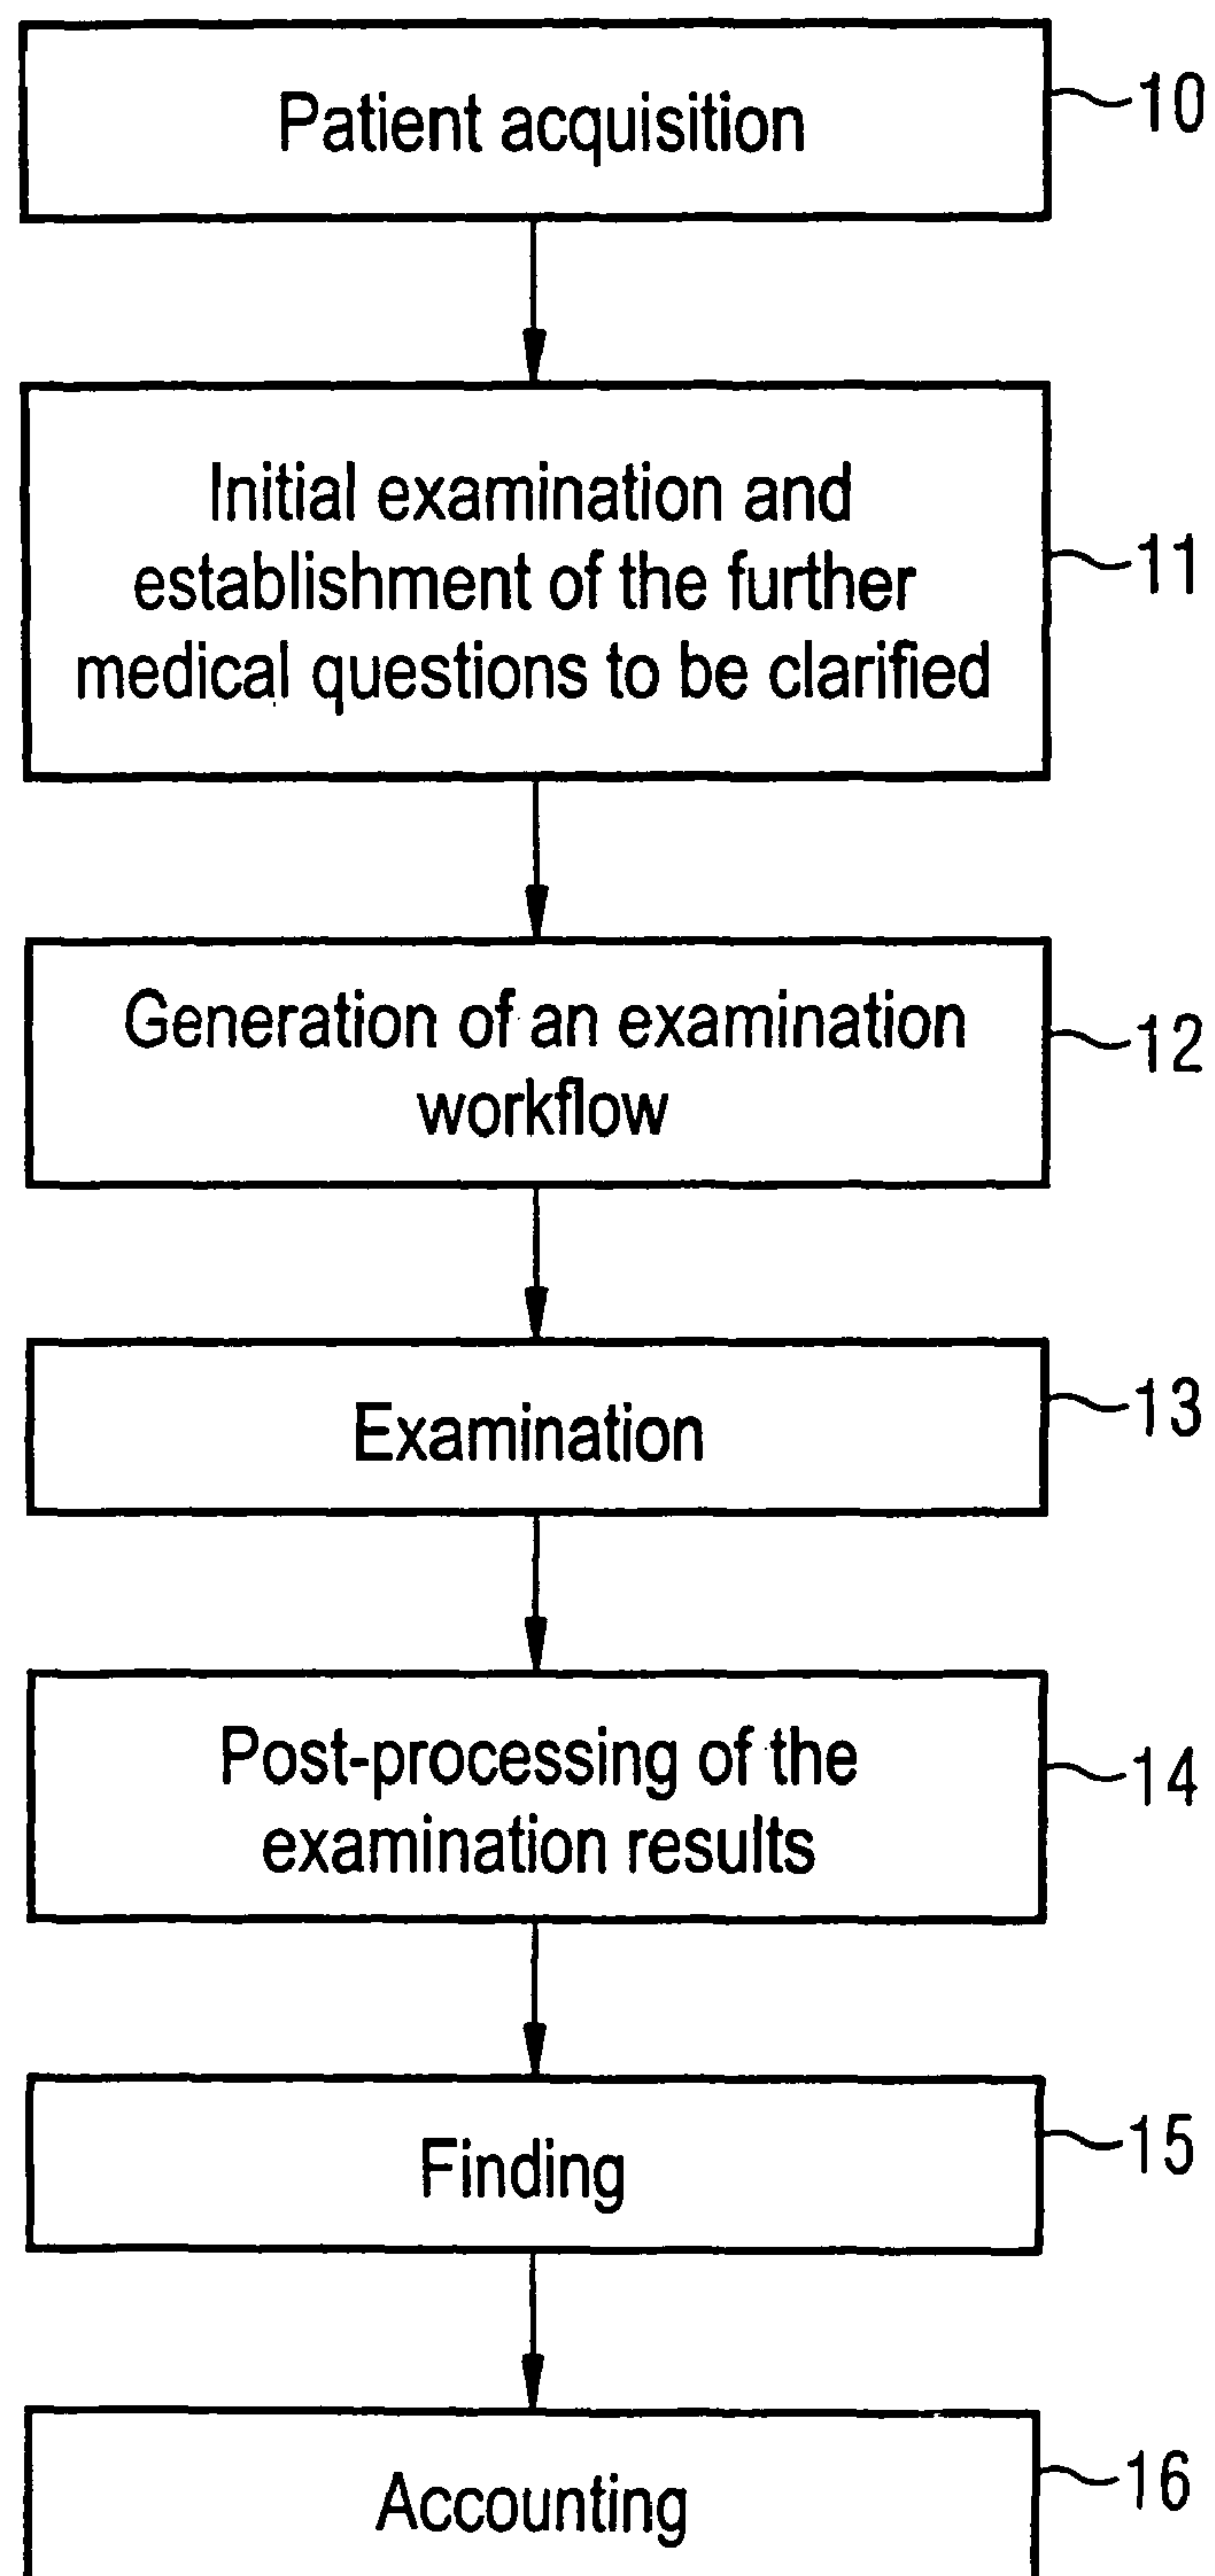 Patient acquisition
10
Initial examination and
establishment of the further
medical questions to be clarified
11
Generation of an examination
workflow
12
Examination
13
Post-processing of the
examination results
14
Finding
15
Accounting
16